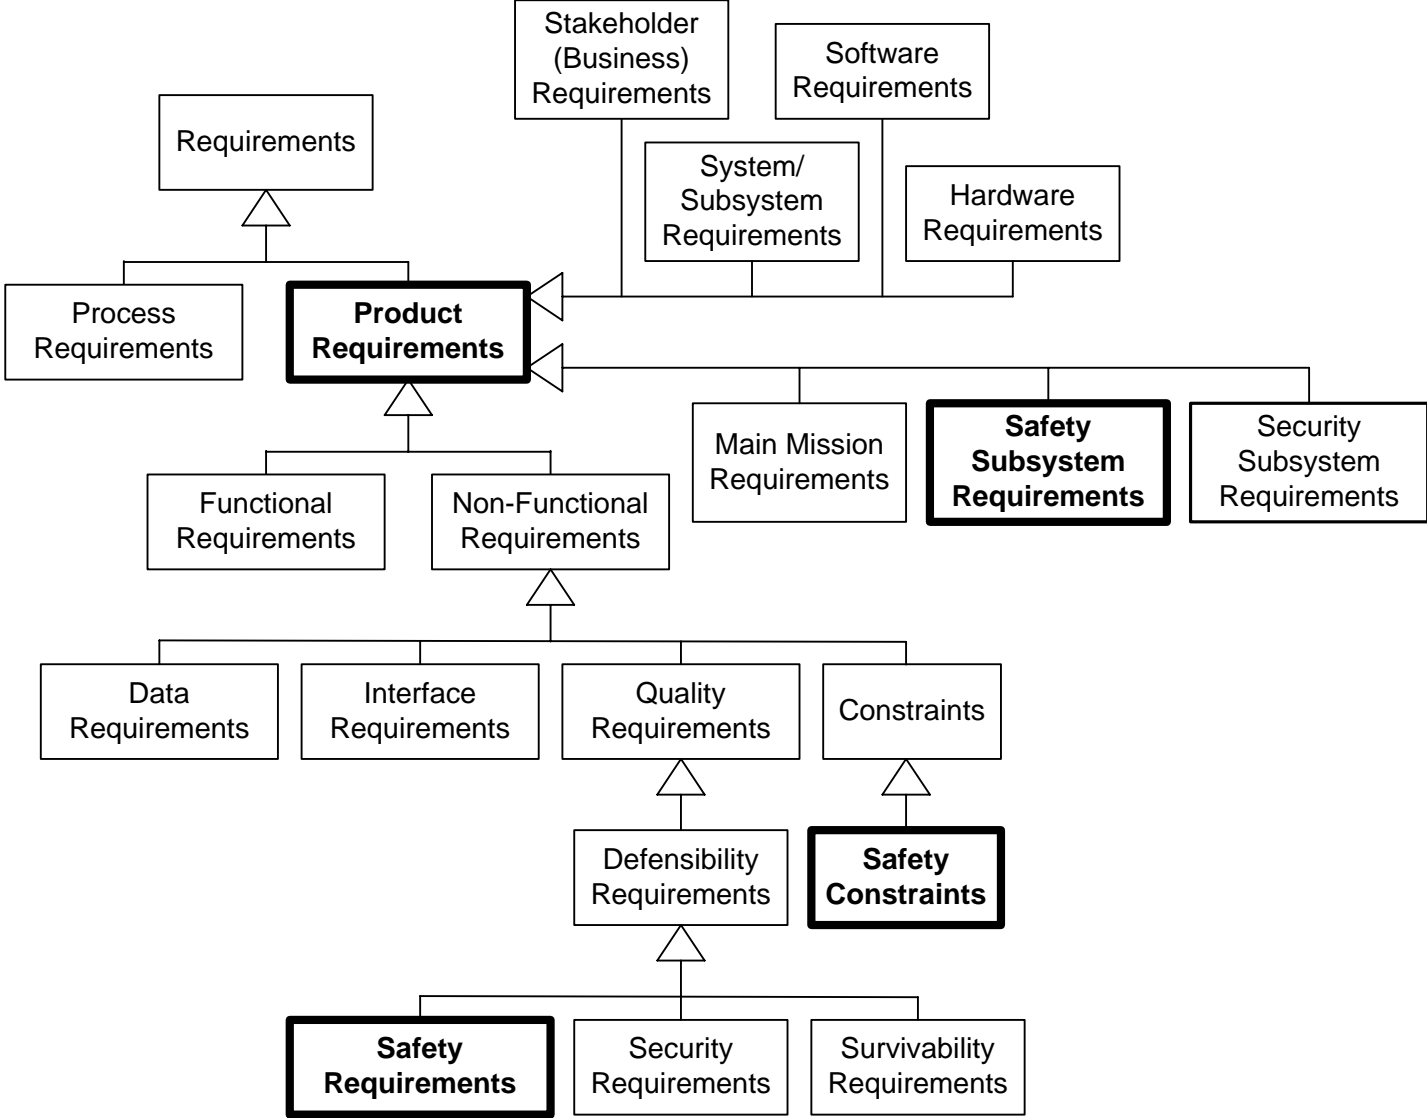 Stakeholder
(Business)
Requirements
Software
Requirements
Requirements
System/
Subsystem
Requirements
Hardware
Requirements
Process
Requirements
Product
Requirements
Main Mission
Requirements
Safety
Subsystem
Requirements
Security
Subsystem
Requirements
Functional
Requirements
Non-Functional
Requirements
Data
Requirements
Interface
Requirements
Quality
Requirements
Constraints
Defensibility
Requirements
Safety
Constraints
Safety
Requirements
Security
Requirements
Survivability
Requirements